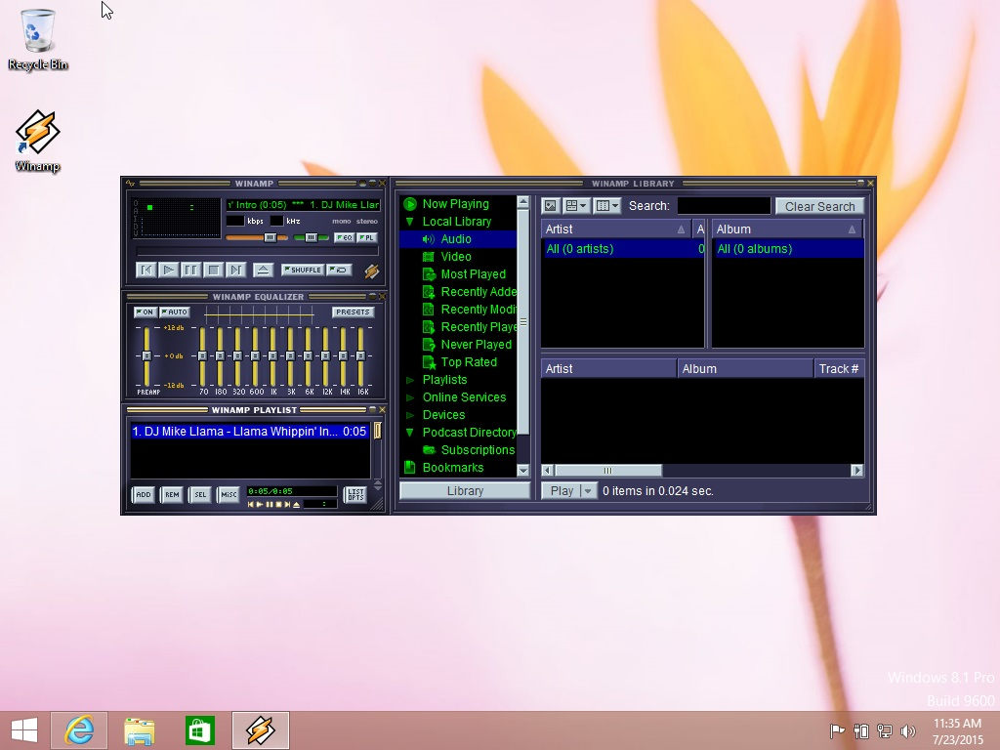 Recycle Bin
Winamp
WINAMP
O
A
I
D
V
r' Intro (0:05) *** 1. DJ Mike Llar
kbps kHz mono stereo
EQ PL
SHUFFLE
WINAMP EQUALIZER
ON AUTO PRESETS
+12 db
+0 db
-12 db
PREAMP 70 180 320 600 1K 3K 6K 12K 14K 16K
WINAMP PLAYLIST
1. DJ Mike Llama - Llama Whippin' In... 0:05
ADD REM SEL MISC 0:05/0:05 LIST OPTS
:
WINAMP LIBRARY
Now Playing
Local Library
Audio
Video
Most Played
Recently Adde
Recently Modi
Recently Playe
Never Played
Top Rated
Playlists
Online Services
Devices
Podcast Directory
Subscriptions
Bookmarks
Library
Search: Clear Search
Artist A Album
All (0 artists) 0 All (0 albums)
Artist Album Track #
Play 0 items in 0.024 sec.
Windows 8.1 Pro
Build 9600
11:35 AM
7/23/2015